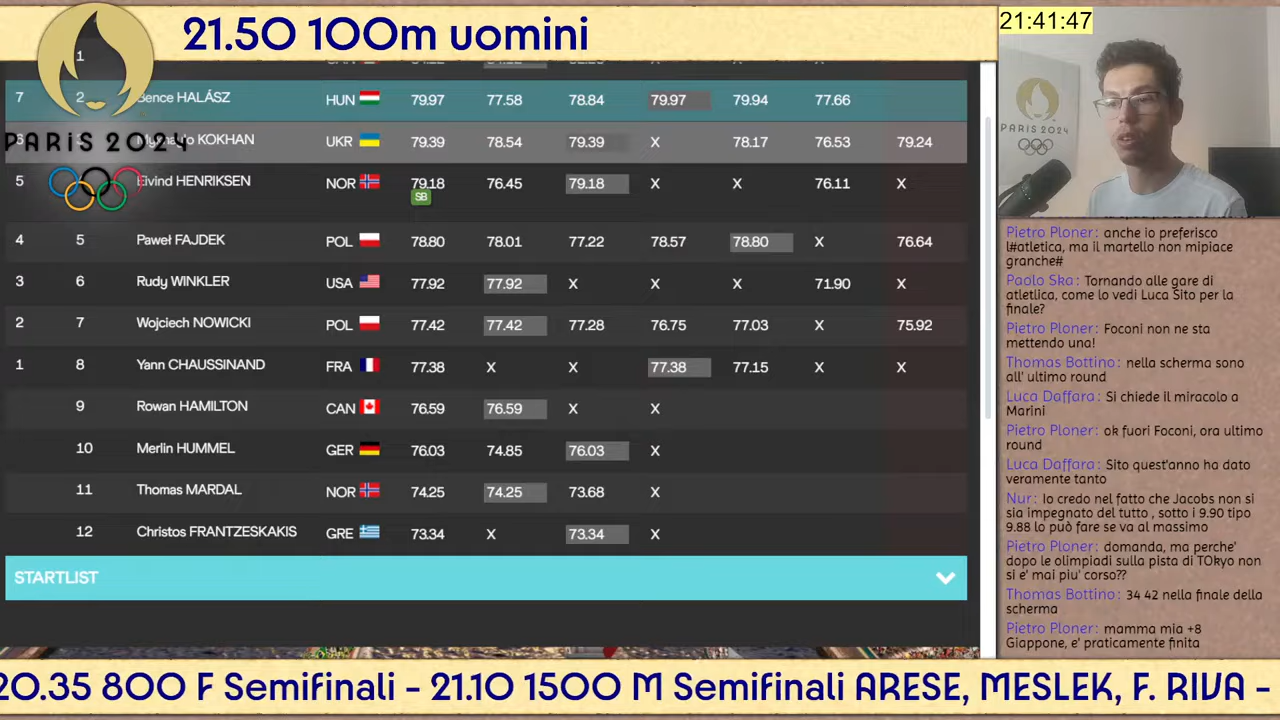 21.50 100m uomini
21:41:47
1
7 2 Bence HALÁSZ HUN 79.97 77.58 78.84 79.97 79.94 77.66
KOKHAN UKR 79.39 78.54 79.39 X 78.17 76.53 79.24
PARIS 2024
5 Eivind HENRIKSEN NOR 79.18 76.45 79.18 X X 76.11 X
SB
4 5 Paweł FAJDEK POL 78.80 78.01 77.22 78.57 78.80 X 76.64
3 6 Rudy WINKLER USA 77.92 77.92 X X X 71.90 X
2 7 Wojciech NOWICKI POL 77.42 77.42 77.28 76.75 77.03 X 75.92
1 8 Yann CHAUSSINAND FRA 77.38 X X 77.38 77.15 X X
9 Rowan HAMILTON CAN 76.59 76.59 X X
10 Merlin HUMMEL GER 76.03 74.85 76.03 X
11 Thomas MARDAL NOR 74.25 74.25 73.68 X
12 Christos FRANTZESKAKIS GRE 73.34 X 73.34 X
STARTLIST
PARIS 2024
Pietro Ploner: anche io preferisco
l#atletica, ma il martello non mipiace
granche#
Paolo Ska: Tornando alle gare di
atletlica, come lo vedi Luca Sito per la
finale?
Pietro Ploner: Foconi non ne sta
mettendo una!
Thomas Bottino: nella scherma sono
all' ultimo round
Luca Daffara: Si chiede il miracolo a
Marini
Pietro Ploner: ok fuori Foconi, ora ultimo
round
Luca Daffara: Sito quest'anno ha dato
veramente tanto
Nur: Io credo nel fatto che Jacobs non si
sia impegnato del tutto , sotto i 9.90 tipo
9.88 lo può fare se va al massimo
Pietro Ploner: domanda, ma perche'
dopo le olimpiadi sulla pista di TOkyo non
si e' mai piu' corso??
Thomas Bottino: 34 42 nella finale della
scherma
Pietro Ploner: mamma mia +8
Giappone, e' praticamente finita
20.35 800 F Semifinali - 21.10 1500 M Semifinali ARESE, MESLEK, F. RIVA -